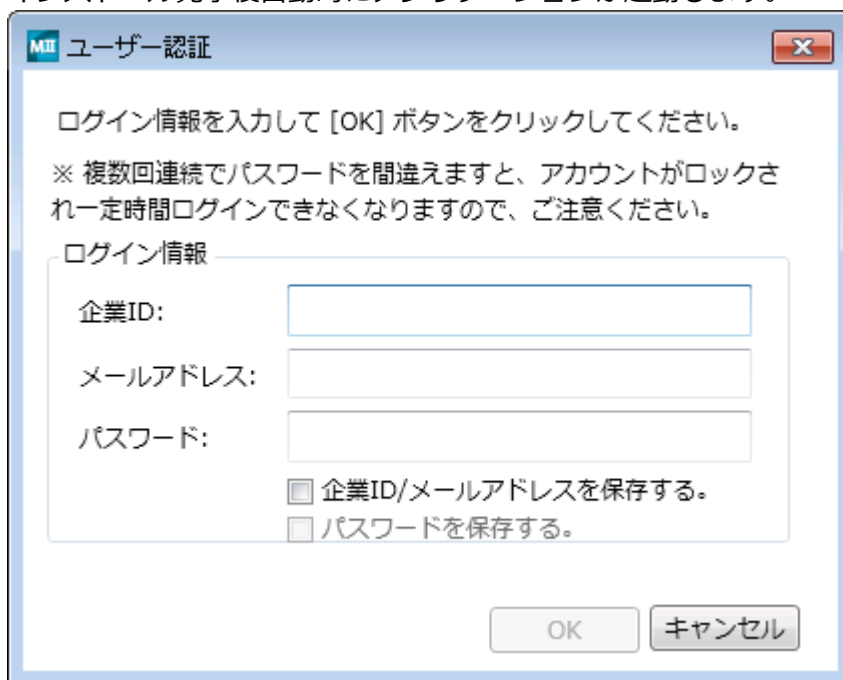 MII ユーザー認証
ログイン情報を入力して [OK] ボタンをクリックしてください。
※ 複数回連続でパスワードを間違えますと、アカウントがロックさ
れ一定時間ログインできなくなりますので、ご注意ください。
ログイン情報
企業ID:
メールアドレス:
パスワード:
企業ID/メールアドレスを保存する。
パスワードを保存する。
OK キャンセル